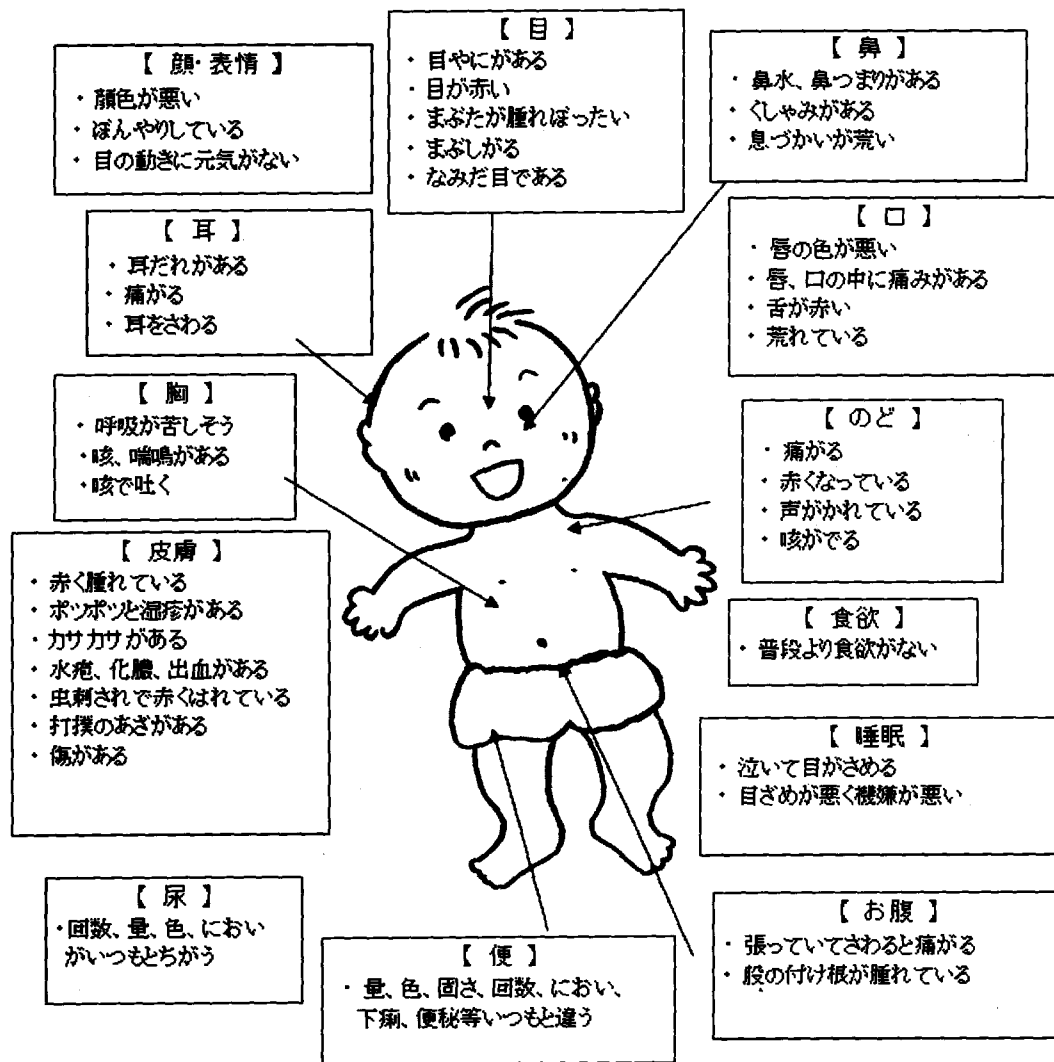 【 顔・表情 】
・ 顔色が悪い
・ ぼんやりしている
・ 目の動きに元気がない
【 目 】
・ 目やにがある
・ 目が赤い
・ まぶたが腫れぼったい
・ まぶしがる
・ なみだ目である
【 鼻 】
・ 鼻水、鼻つまりがある
・ くしゃみがある
・ 息づかいが荒い
【 耳 】
・ 耳だれがある
・ 痛がる
・ 耳をさわる
【 口 】
・ 唇の色が悪い
・ 唇、口の中に痛みがある
・ 舌が赤い
・ 荒れている
【 胸 】
・ 呼吸が苦しそう
・咳、喘鳴がある
・咳で吐く
【 のど 】
・ 痛がる
・ 赤くなっている
・ 声がかれている
・ 咳がでる
【 皮膚 】
・ 赤く腫れている
・ ポツポツと湿疹がある
・ カサカサがある
・ 水疱、化膿、出血がある
・ 虫刺されで赤くはれている
・ 打撲のあざがある
・ 傷がある
【 食欲 】
・ 普段より食欲がない
【 睡眠 】
・ 泣いて目がさめる
・ 目ざめが悪く機嫌が悪い
【 尿 】
・回数、量、色、におい
がいつもとちがう
【 便 】
・ 量、色、固さ、回数、におい、
下痢、便秘等いつもと違う
【 お腹 】
・ 張っていてさわると痛がる
・ 股の付け根が腫れている